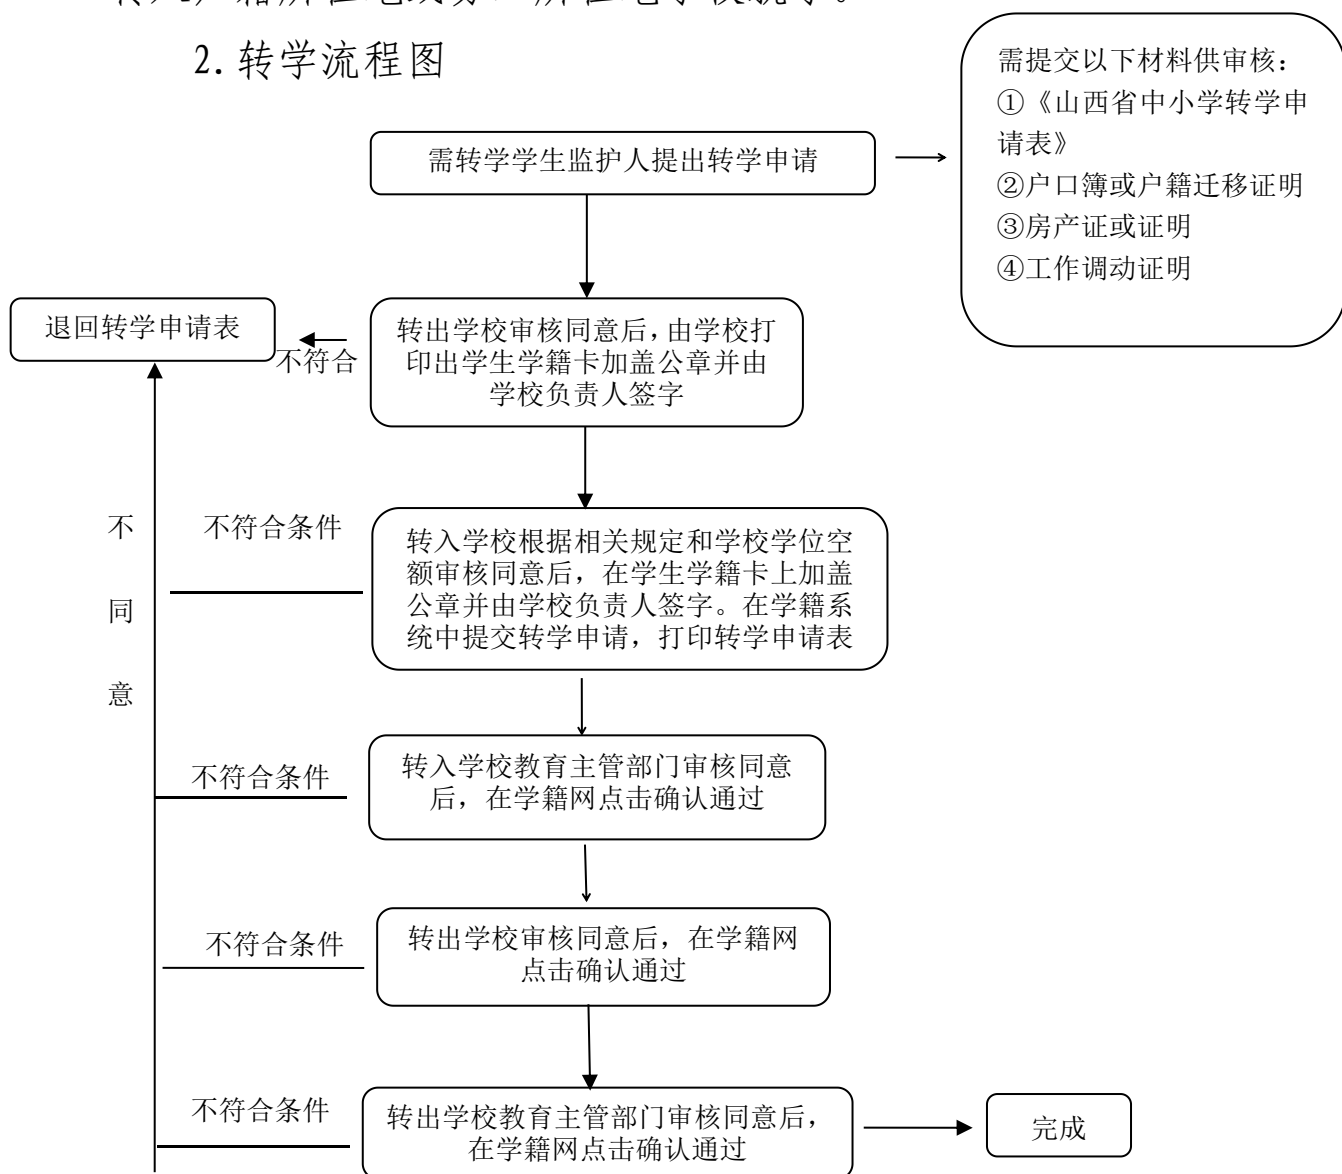 2.转学流程图
需提交以下材料供审核：
①《山西省中小学转学申
请表》
②户口簿或户籍迁移证明
③房产证或证明
④工作调动证明
需转学学生监护人提出转学申请
退回转学申请表
不符合
转出学校审核同意后，由学校打
印出学生学籍卡加盖公章并由
学校负责人签字
不
同
意
不符合条件
转入学校根据相关规定和学校学位空
额审核同意后，在学生学籍卡上加盖
公章并由学校负责人签字。在学籍系
统中提交转学申请，打印转学申请表
不符合条件
转入学校教育主管部门审核同意
后，在学籍网点击确认通过
不符合条件
转出学校审核同意后，在学籍网
点击确认通过
不符合条件
转出学校教育主管部门审核同意后，
在学籍网点击确认通过
完成